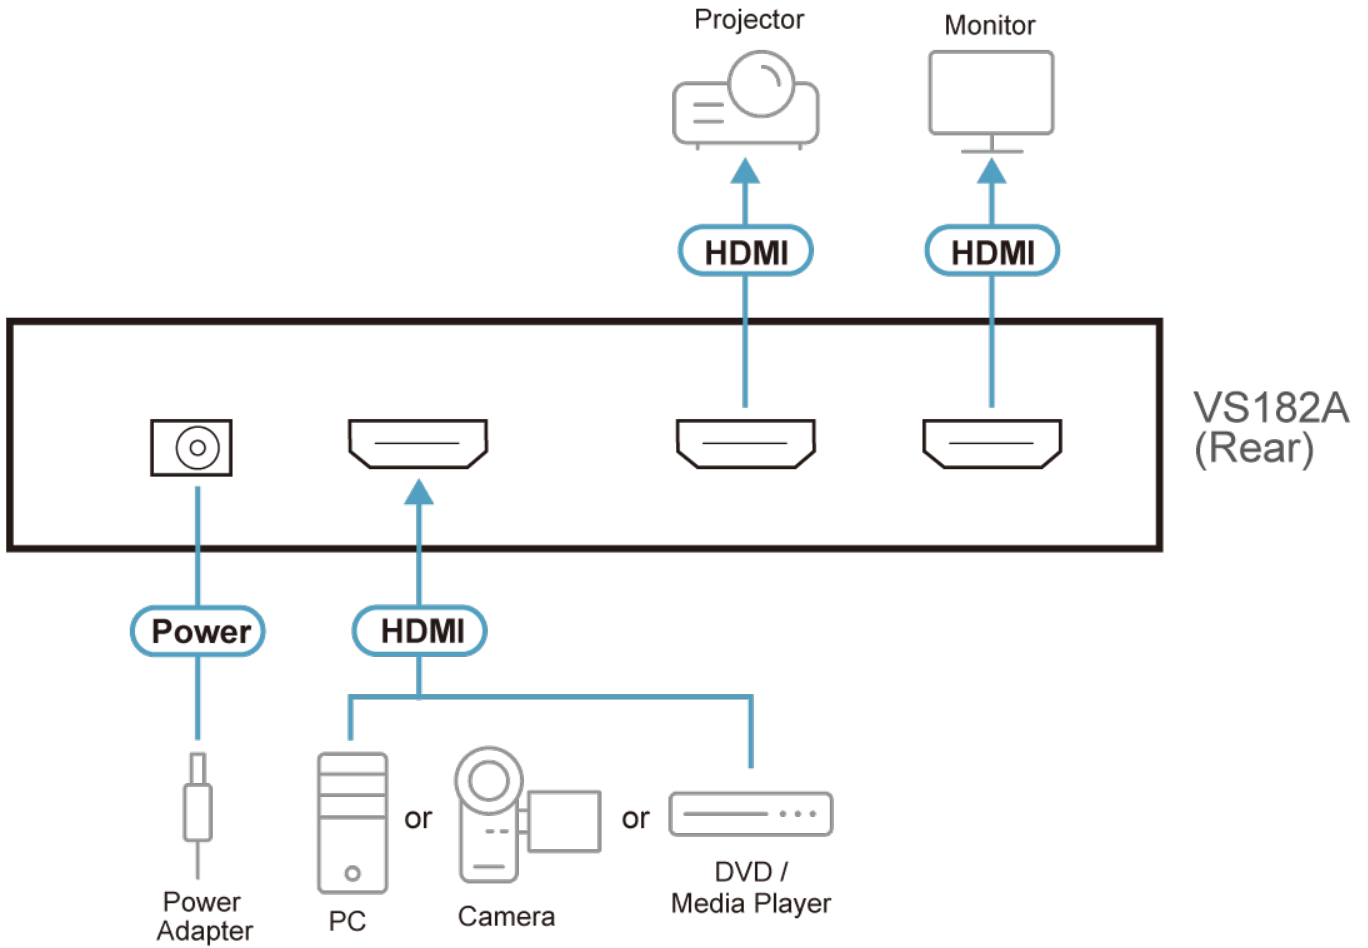 Projector
Monitor
HDMI
HDMI
VS182A
(Rear)
Power
HDMI
or
or
Power
Adapter
PC
Camera
DVD /
Media Player